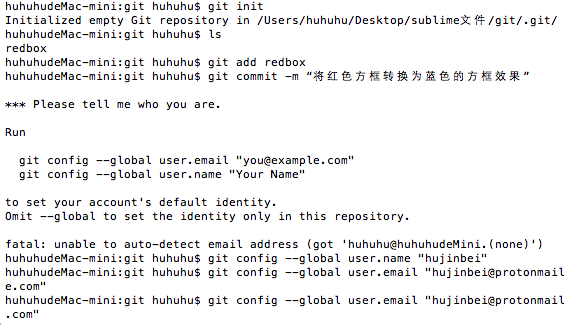 huhuhudeMac-mini:git huhuhu$ git init
Initialized empty Git repository in /Users/huhuhu/Desktop/sublime文件/git/.git/
huhuhudeMac-mini:git huhuhu$ ls
redbox
huhuhudeMac-mini:git huhuhu$ git add redbox
huhuhudeMac-mini:git huhuhu$ git commit -m “将红色方框转换为蓝色的方框效果”
*** Please tell me who you are.
Run
git config --global user.email "you@example.com"
git config --global user.name "Your Name"
to set your account's default identity.
Omit --global to set the identity only in this repository.
fatal: unable to auto-detect email address (got 'huhuhu@huhuhudeMini.(none)')
huhuhudeMac-mini:git huhuhu$ git config --global user.name "hujinbei"
huhuhudeMac-mini:git huhuhu$ git config --global user.email "hujinbei@protonmail
e.com"
huhuhudeMac-mini:git huhuhu$ git config --global user.email "hujinbei@protonmail
.com"